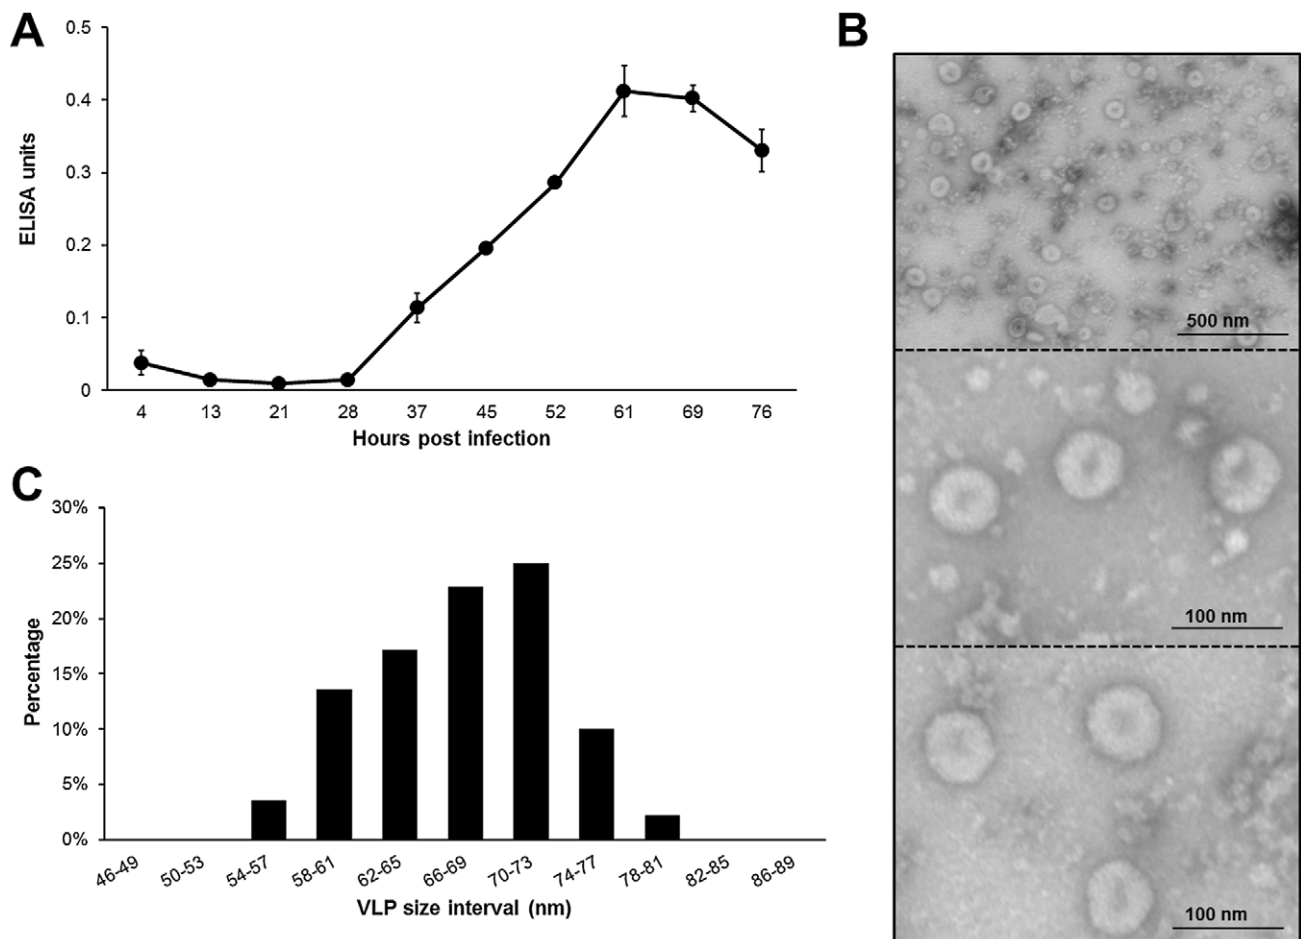 A
0.5
0.4
0.3
0.2
0.1
0
ELISA units
4 13 21 28 37 45 52 61 69 76
Hours post infection
B
500 nm
100 nm
100 nm
C
30%
25%
20%
15%
10%
5%
0%
Percentage
46-49 50-53 54-57 58-61 62-65 66-69 70-73 74-77 78-81 82-85 86-89
VLP size interval (nm)